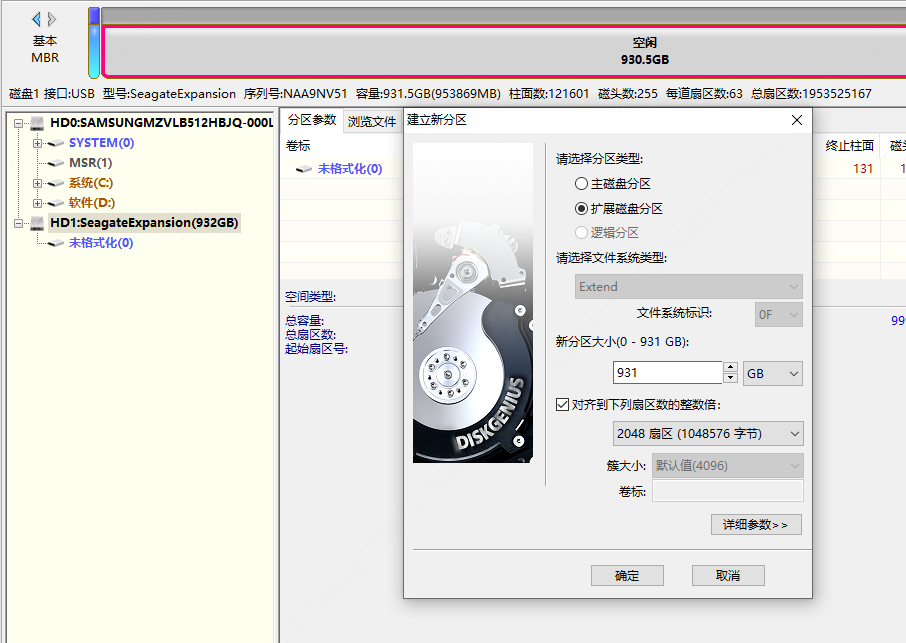 基本
MBR
空闲
930.5GB
磁盘1 接口:USB 型号:SeagateExpansion 序列号:NAA9NV51 容量:931.5GB(953869MB) 柱面数:121601 磁头数:255 每道扇区数:63 总扇区数:1953525167
HD0:SAMSUNGMZVLB512HBJQ-000L
SYSTEM(0)
MSR(1)
系统(C:)
软件(D:)
HD1:SeagateExpansion(932GB)
未格式化(0)
分区参数 浏览文件
卷标 终止柱面 磁头
未格式化(0) 131 1
空间类型:
总容量: 99
总扇区数:
起始扇区号:
建立新分区
请选择分区类型:
主磁盘分区
扩展磁盘分区
逻辑分区
请选择文件系统类型:
Extend
文件系统标识: 0F
新分区大小(0 - 931 GB):
931 GB
对齐到下列扇区数的整数倍:
2048 扇区 (1048576 字节)
簇大小: 默认值(4096)
卷标:
详细参数>>
确定 取消
DISKGENIUS